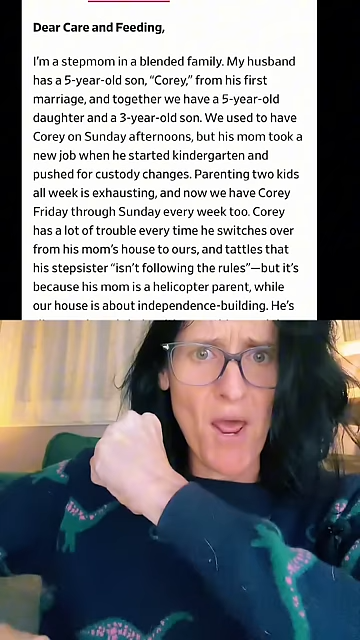 Dear Care and Feeding,
I'm a stepmom in a blended family. My husband
has a 5-year-old son, "Corey," from his first
marriage, and together we have a 5-year-old
daughter and a 3-year-old son. We used to have
Corey on Sunday afternoons, but his mom took a
new job when he started kindergarten and
pushed for custody changes. Parenting two kids
all week is exhausting, and now we have Corey
Friday through Sunday every week too. Corey
has a lot of trouble every time he switches over
from his mom's house to ours, and tattles that
his stepsister "isn't following the rules"—but it's
because his mom is a helicopter parent, while
our house is about independence-building. He's